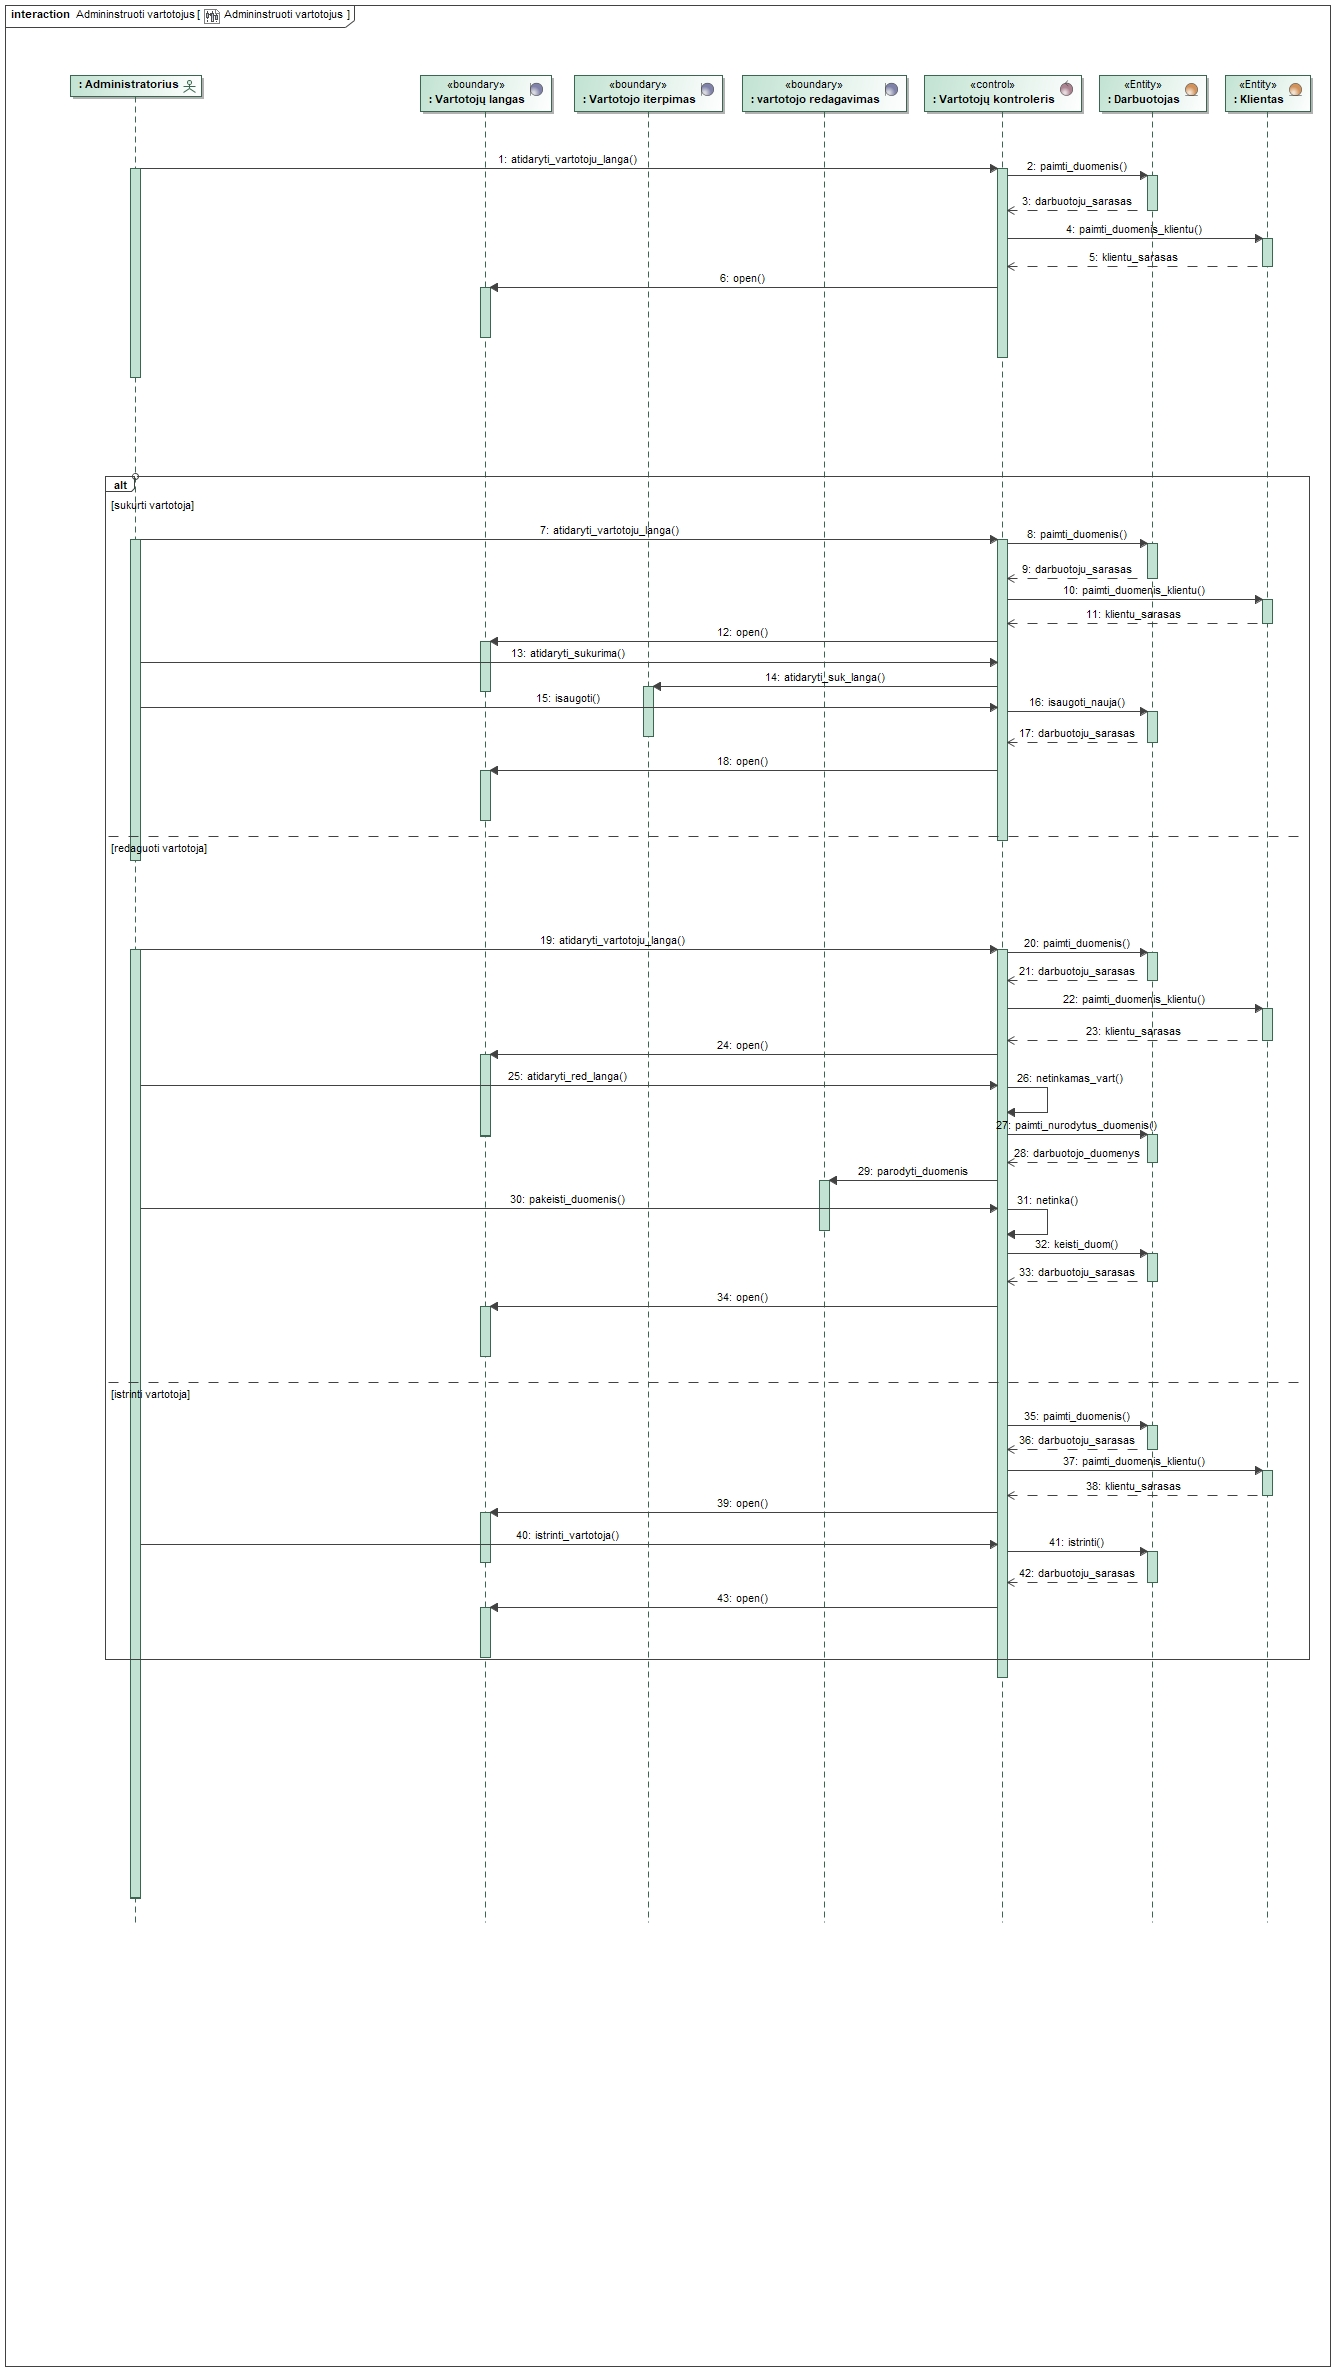 interaction Admininstruoti vartotojus [ Admininstruoti vartotojus ]
: Administratorius
«boundary»
: Vartotojų langas
«boundary»
: Vartotojo iterpimas
«boundary»
: vartotojo redagavimas
«control»
: Vartotojų kontroleris
«Entity»
: Darbuotojas
«Entity»
: Klientas
1: atidaryti_vartotoju_langa()
2: paimti_duomenis()
3: darbuotoju_sarasas
4: paimti_duomenis_klientu()
5: klientu_sarasas
6: open()
alt
[sukurti vartotoja]
7: atidaryti_vartotoju_langa()
8: paimti_duomenis()
9: darbuotoju_sarasas
10: paimti_duomenis_klientu()
11: klientu_sarasas
12: open()
13: atidaryti_sukurima()
14: atidaryti_suk_langa()
15: isaugoti()
16: isaugoti_nauja()
17: darbuotoju_sarasas
18: open()
[redaguoti vartotoja]
19: atidaryti_vartotoju_langa()
20: paimti_duomenis()
21: darbuotoju_sarasas
22: paimti_duomenis_klientu()
23: klientu_sarasas
24: open()
25: atidaryti_red_langa()
26: netinkamas_vart()
27: paimti_nurodytus_duomenis()
28: darbuotojo_duomenys
29: parodyti_duomenis
30: pakeisti_duomenis()
31: netinka()
32: keisti_duom()
33: darbuotoju_sarasas
34: open()
[istrinti vartotoja]
35: paimti_duomenis()
36: darbuotoju_sarasas
37: paimti_duomenis_klientu()
38: klientu_sarasas
39: open()
40: istrinti_vartotoja()
41: istrinti()
42: darbuotoju_sarasas
43: open()